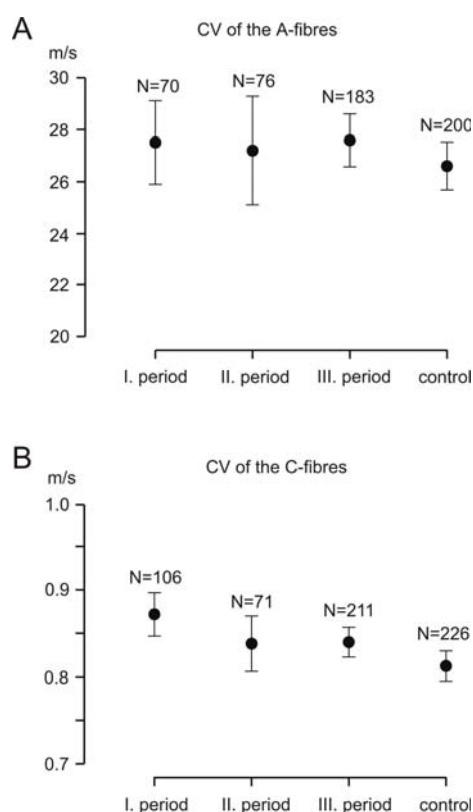 A
CV of the A-fibres
m/s
30
28
26
24
22
20
N=70
N=76
N=183
N=200
I. period
II. period
III. period
control
B
CV of the C-fibres
m/s
1.0
0.9
0.8
0.7
N=106
N=71
N=211
N=226
I. period
II. period
III. period
control